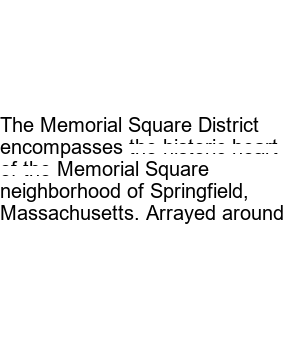 The Memorial Square District
encompasses the historic heart
of the Memorial Square
neighborhood of Springfield,
Massachusetts. Arrayed around